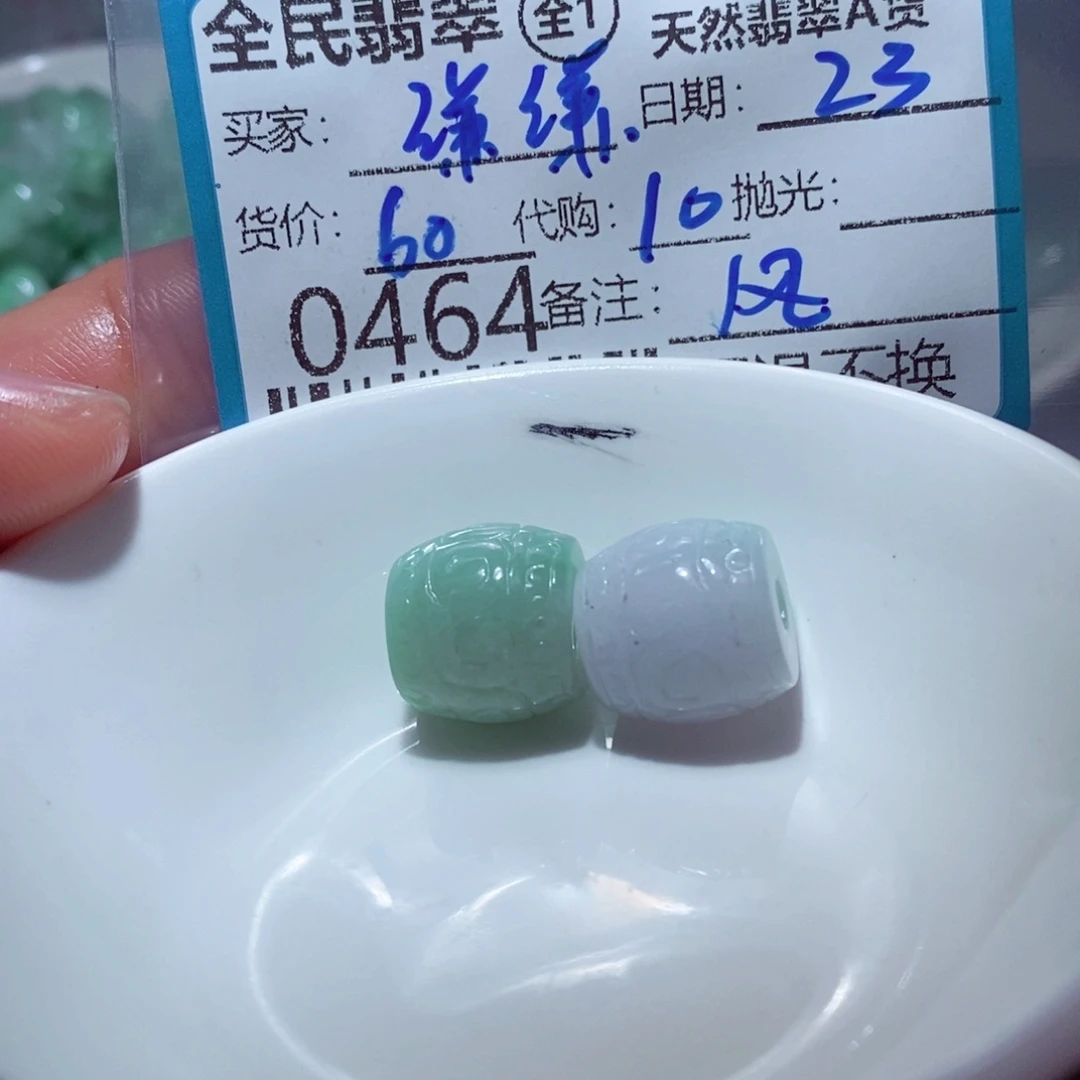 全民翡翠 全1 天然翡翠A货
买家: 日期: 23
货价: 60 代购: 10 抛光:
0464 备注:
不换